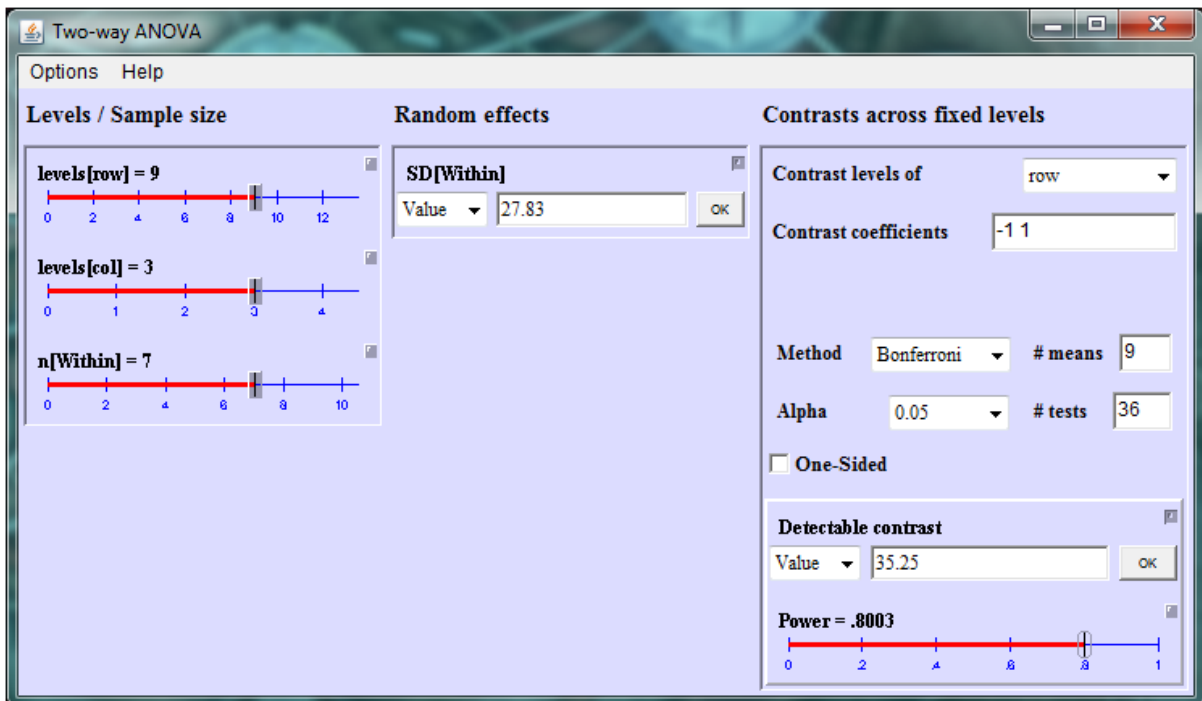 Two-way ANOVA
Options Help
Levels / Sample size
levels[row] = 9
0 2 4 6 8 10 12
levels[col] = 3
0 1 2 3 4
n[Within] = 7
0 2 4 6 8 10
Random effects
SD[Within]
Value 27.83 OK
Contrasts across fixed levels
Contrast levels of row
Contrast coefficients -1 1
Method Bonferroni # means 9
Alpha 0.05 # tests 36
One-Sided
Detectable contrast
Value 35.25 OK
Power = .8003
0 .2 .4 .6 .8 1